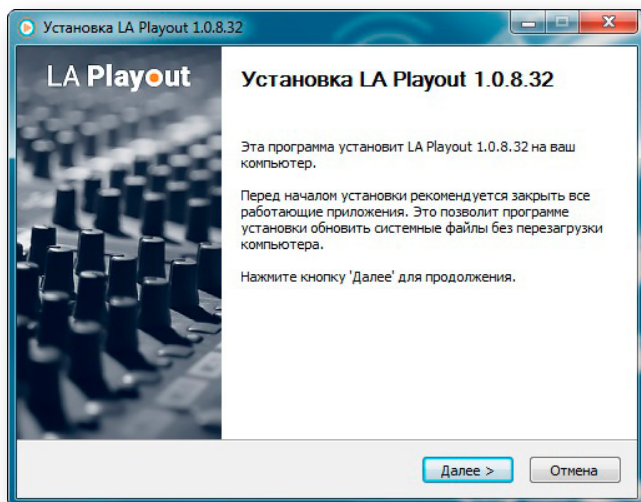 Установка LA Playout 1.0.8.32
LA Playout
Установка LA Playout 1.0.8.32
Эта программа установит LA Playout 1.0.8.32 на ваш
компьютер.
Перед началом установки рекомендуется закрыть все
работающие приложения. Это позволит программе
установки обновить системные файлы без перезагрузки
компьютера.
Нажмите кнопку 'Далее' для продолжения.
Далее >
Отмена